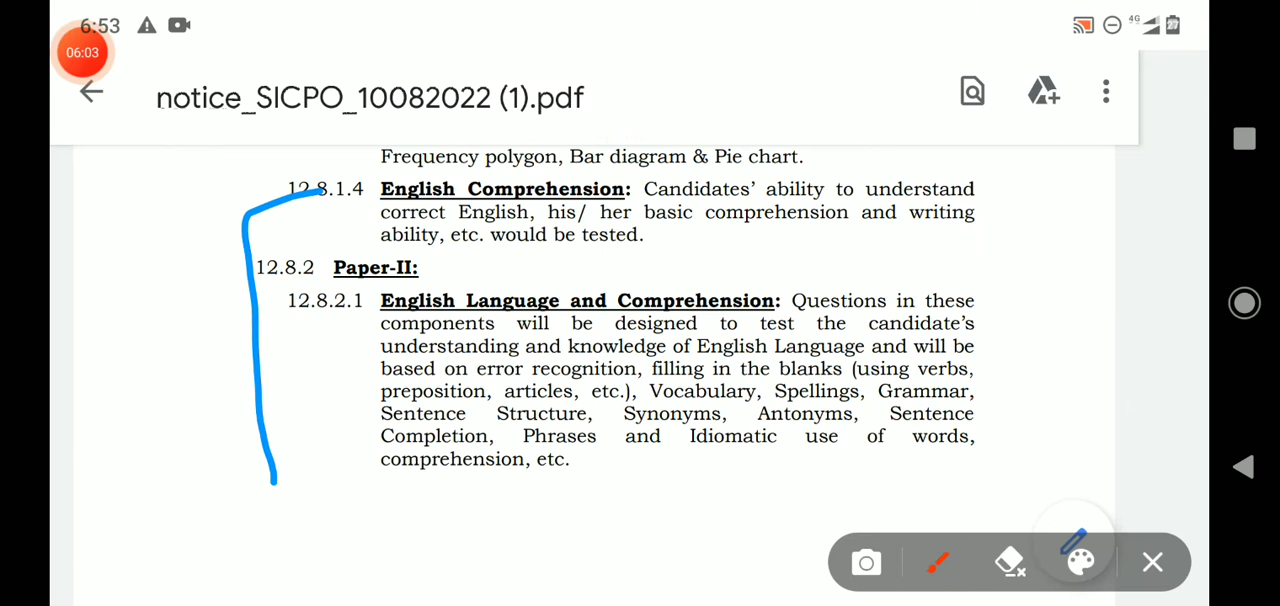 6:53
4G
27
06:03
notice_SICPO_10082022 (1).pdf
Frequency polygon, Bar diagram & Pie chart.
12.8.1.4 English Comprehension: Candidates’ ability to understand
correct English, his/ her basic comprehension and writing
ability, etc. would be tested.
12.8.2 Paper-II:
12.8.2.1 English Language and Comprehension: Questions in these
components will be designed to test the candidate’s
understanding and knowledge of English Language and will be
based on error recognition, filling in the blanks (using verbs,
preposition, articles, etc.), Vocabulary, Spellings, Grammar,
Sentence Structure, Synonyms, Antonyms, Sentence
Completion, Phrases and Idiomatic use of words,
comprehension, etc.